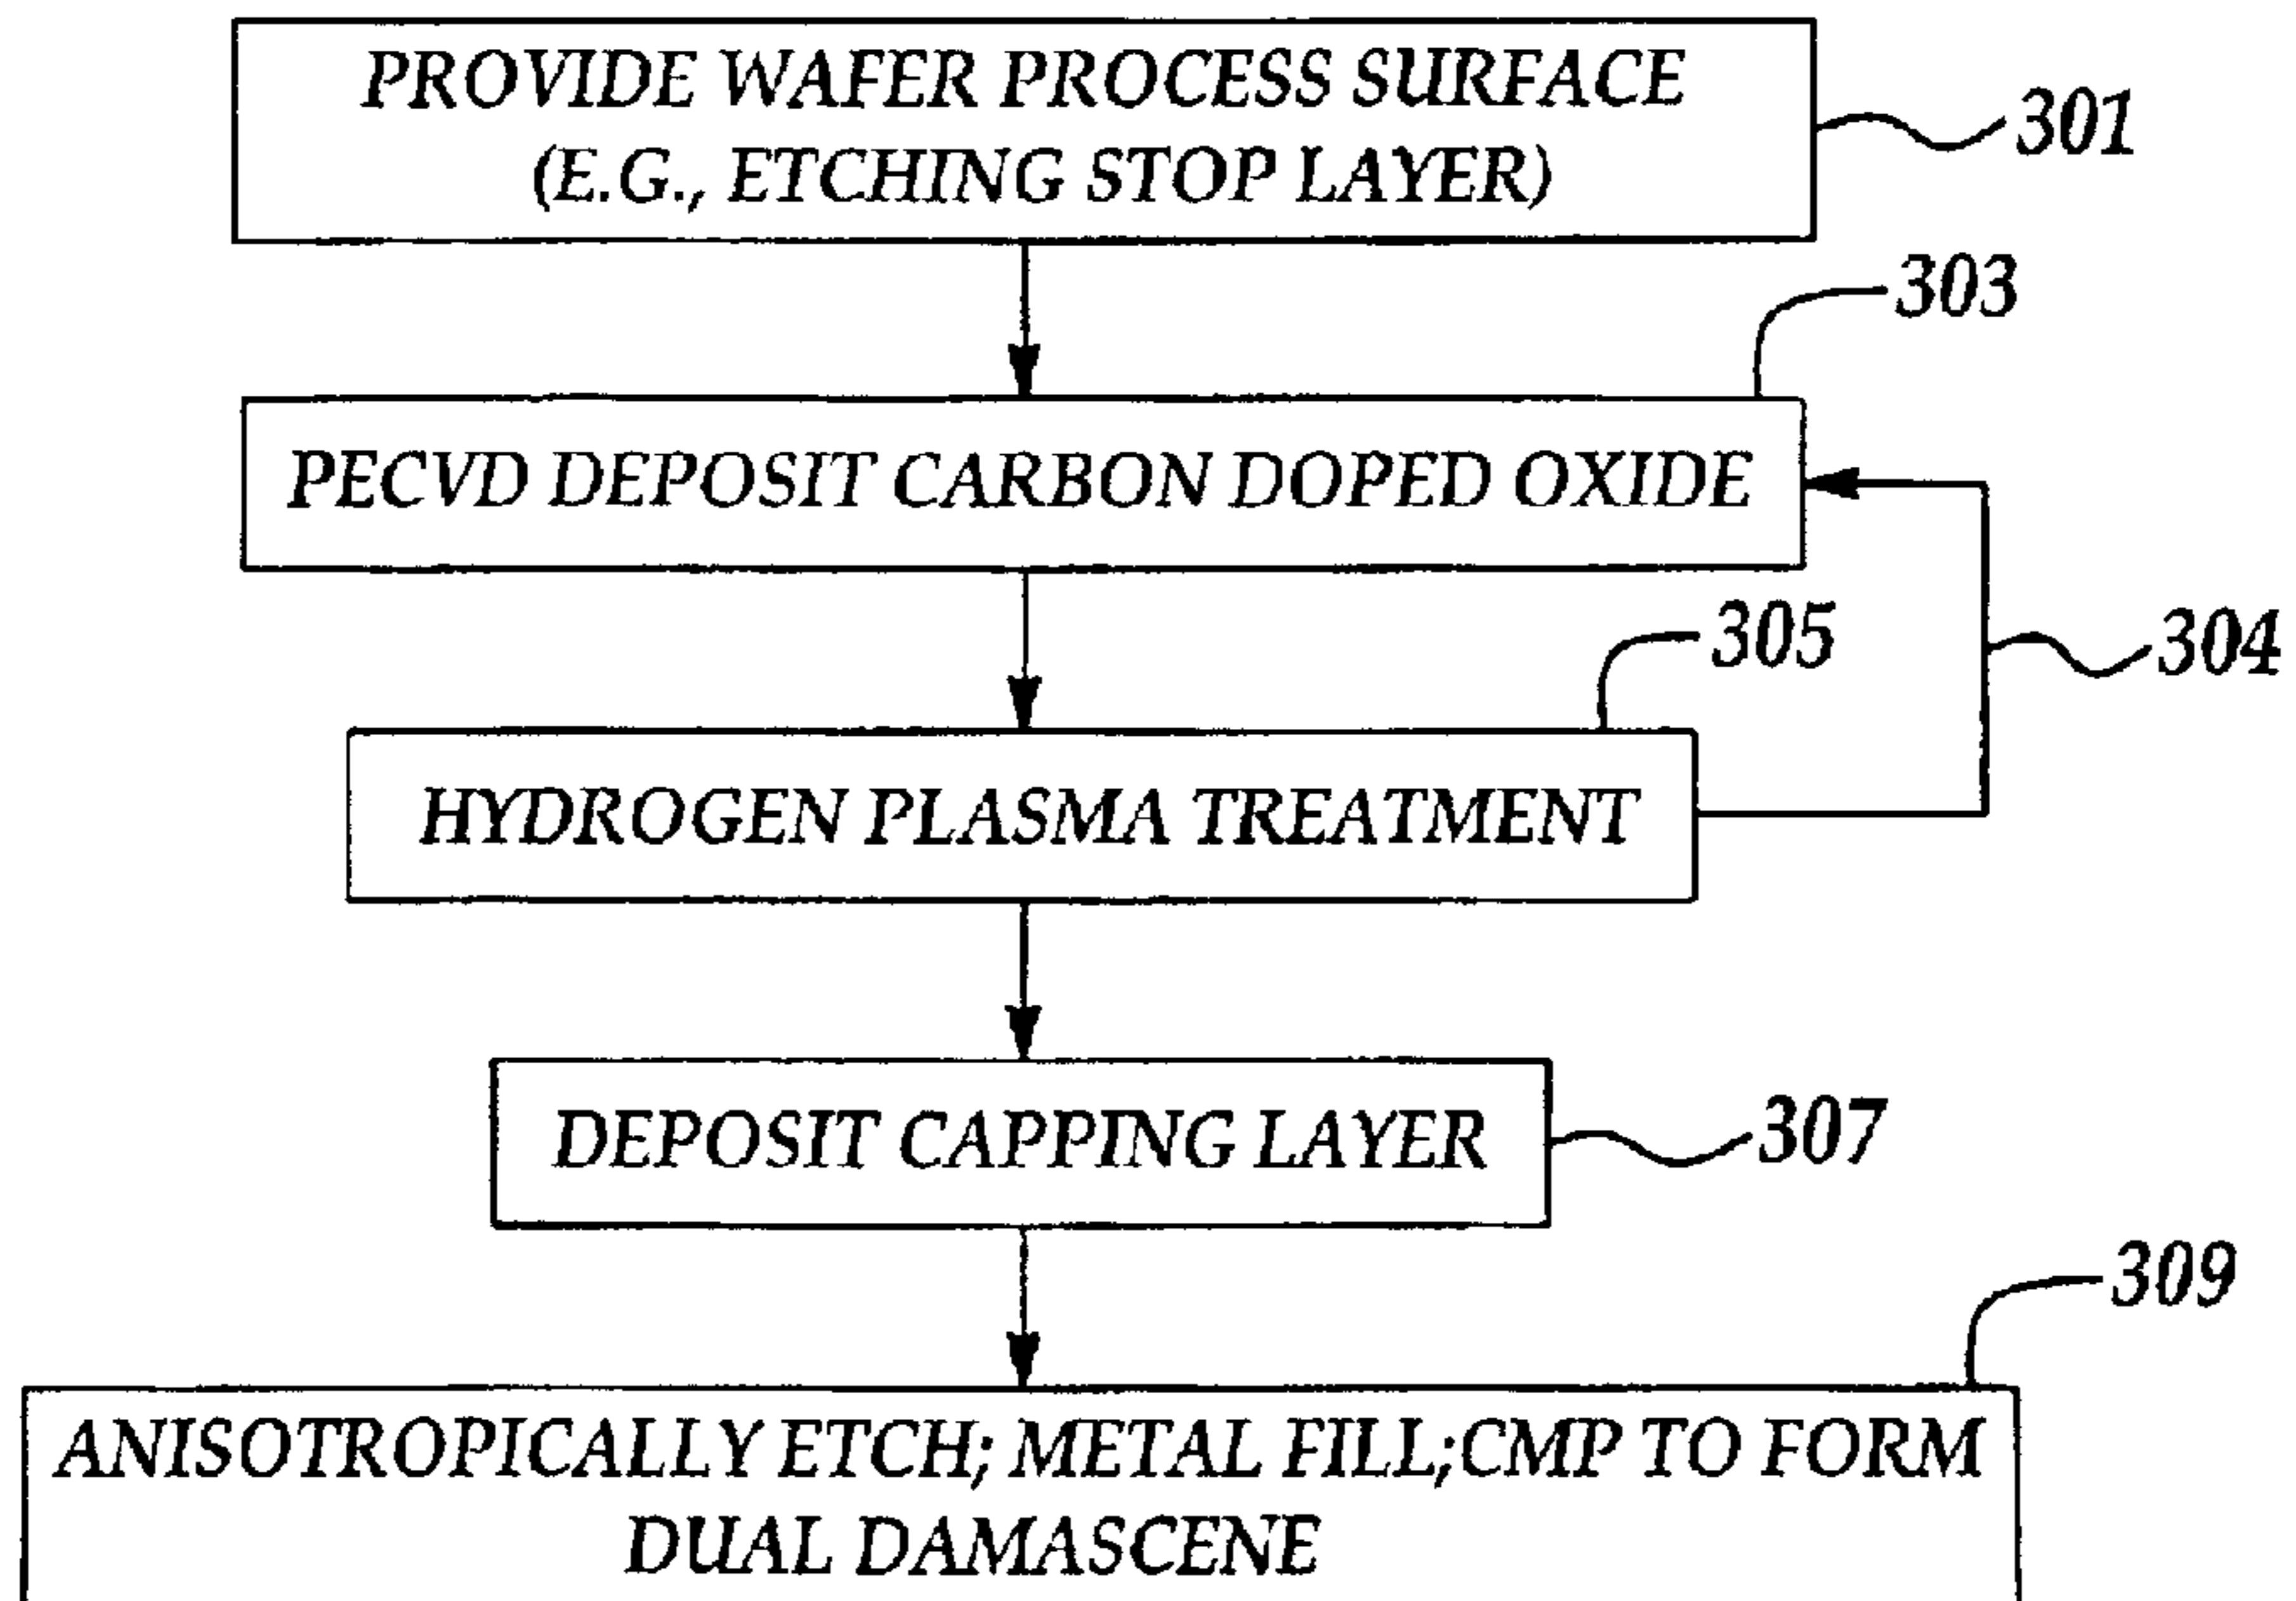 PROVIDE WAFER PROCESS SURFACE
(E.G., ETCHING STOP LAYER)
301
303
PECVD DEPOSIT CARBON DOPED OXIDE
305
304
HYDROGEN PLASMA TREATMENT
DEPOSIT CAPPING LAYER
307
309
ANISOTROPICALLY ETCH; METAL FILL;CMP TO FORM
DUAL DAMASCENE